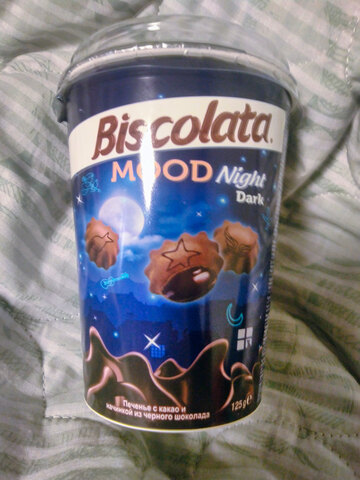 Biscolata
MOOD Night
Dark
Печенье с какао и
начинкой из черного шоколада
125g e